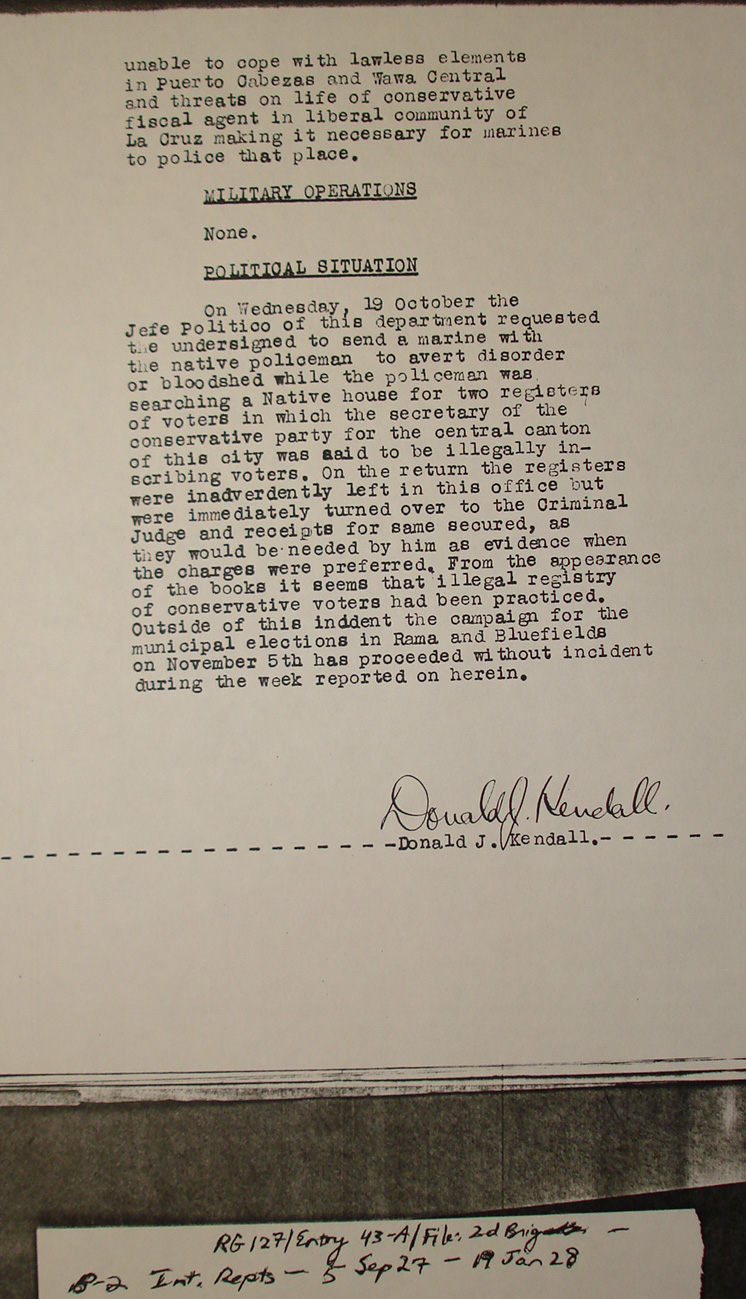 unable to cope with lawless elements
in Puerto Cabezas and Wawa Central
and threats on life of conservative
fiscal agent in liberal community of
La Cruz making it necessary for marines
to police that place.
MILITARY OPERATIONS
None.
POLITICAL SITUATION
On Wednesday, 19 October the
Jefe Politico of this department requested
the undersigned to send a marine with
the native policeman to avert disorder
or bloodshed while the policeman was
searching a Native house for two registers
of voters in which the secretary of the
conservative party for the central canton
of this city was said to be illegally in-
scribing voters. On the return the registers
were inadverdently left in this office but
were immediately turned over to the Criminal
Judge and receipts for same secured, as
they would be needed by him as evidence when
the charges were preferred. From the appearance
of the books it seems that illegal registry
of conservative voters had been practiced.
Outside of this inddent the campaign for the
municipal elections in Rama and Bluefields
on November 5th has proceeded without incident
during the week reported on herein.
Donald J. Kendall.
- - - - - - - - - - - - - - - - - -Donald J. Kendall.- - - - - -
RG 127/Entry 43-A/File: 2d Brigade —
B-2 Int. Repts — 5 Sep 27 — 19 Jan 28